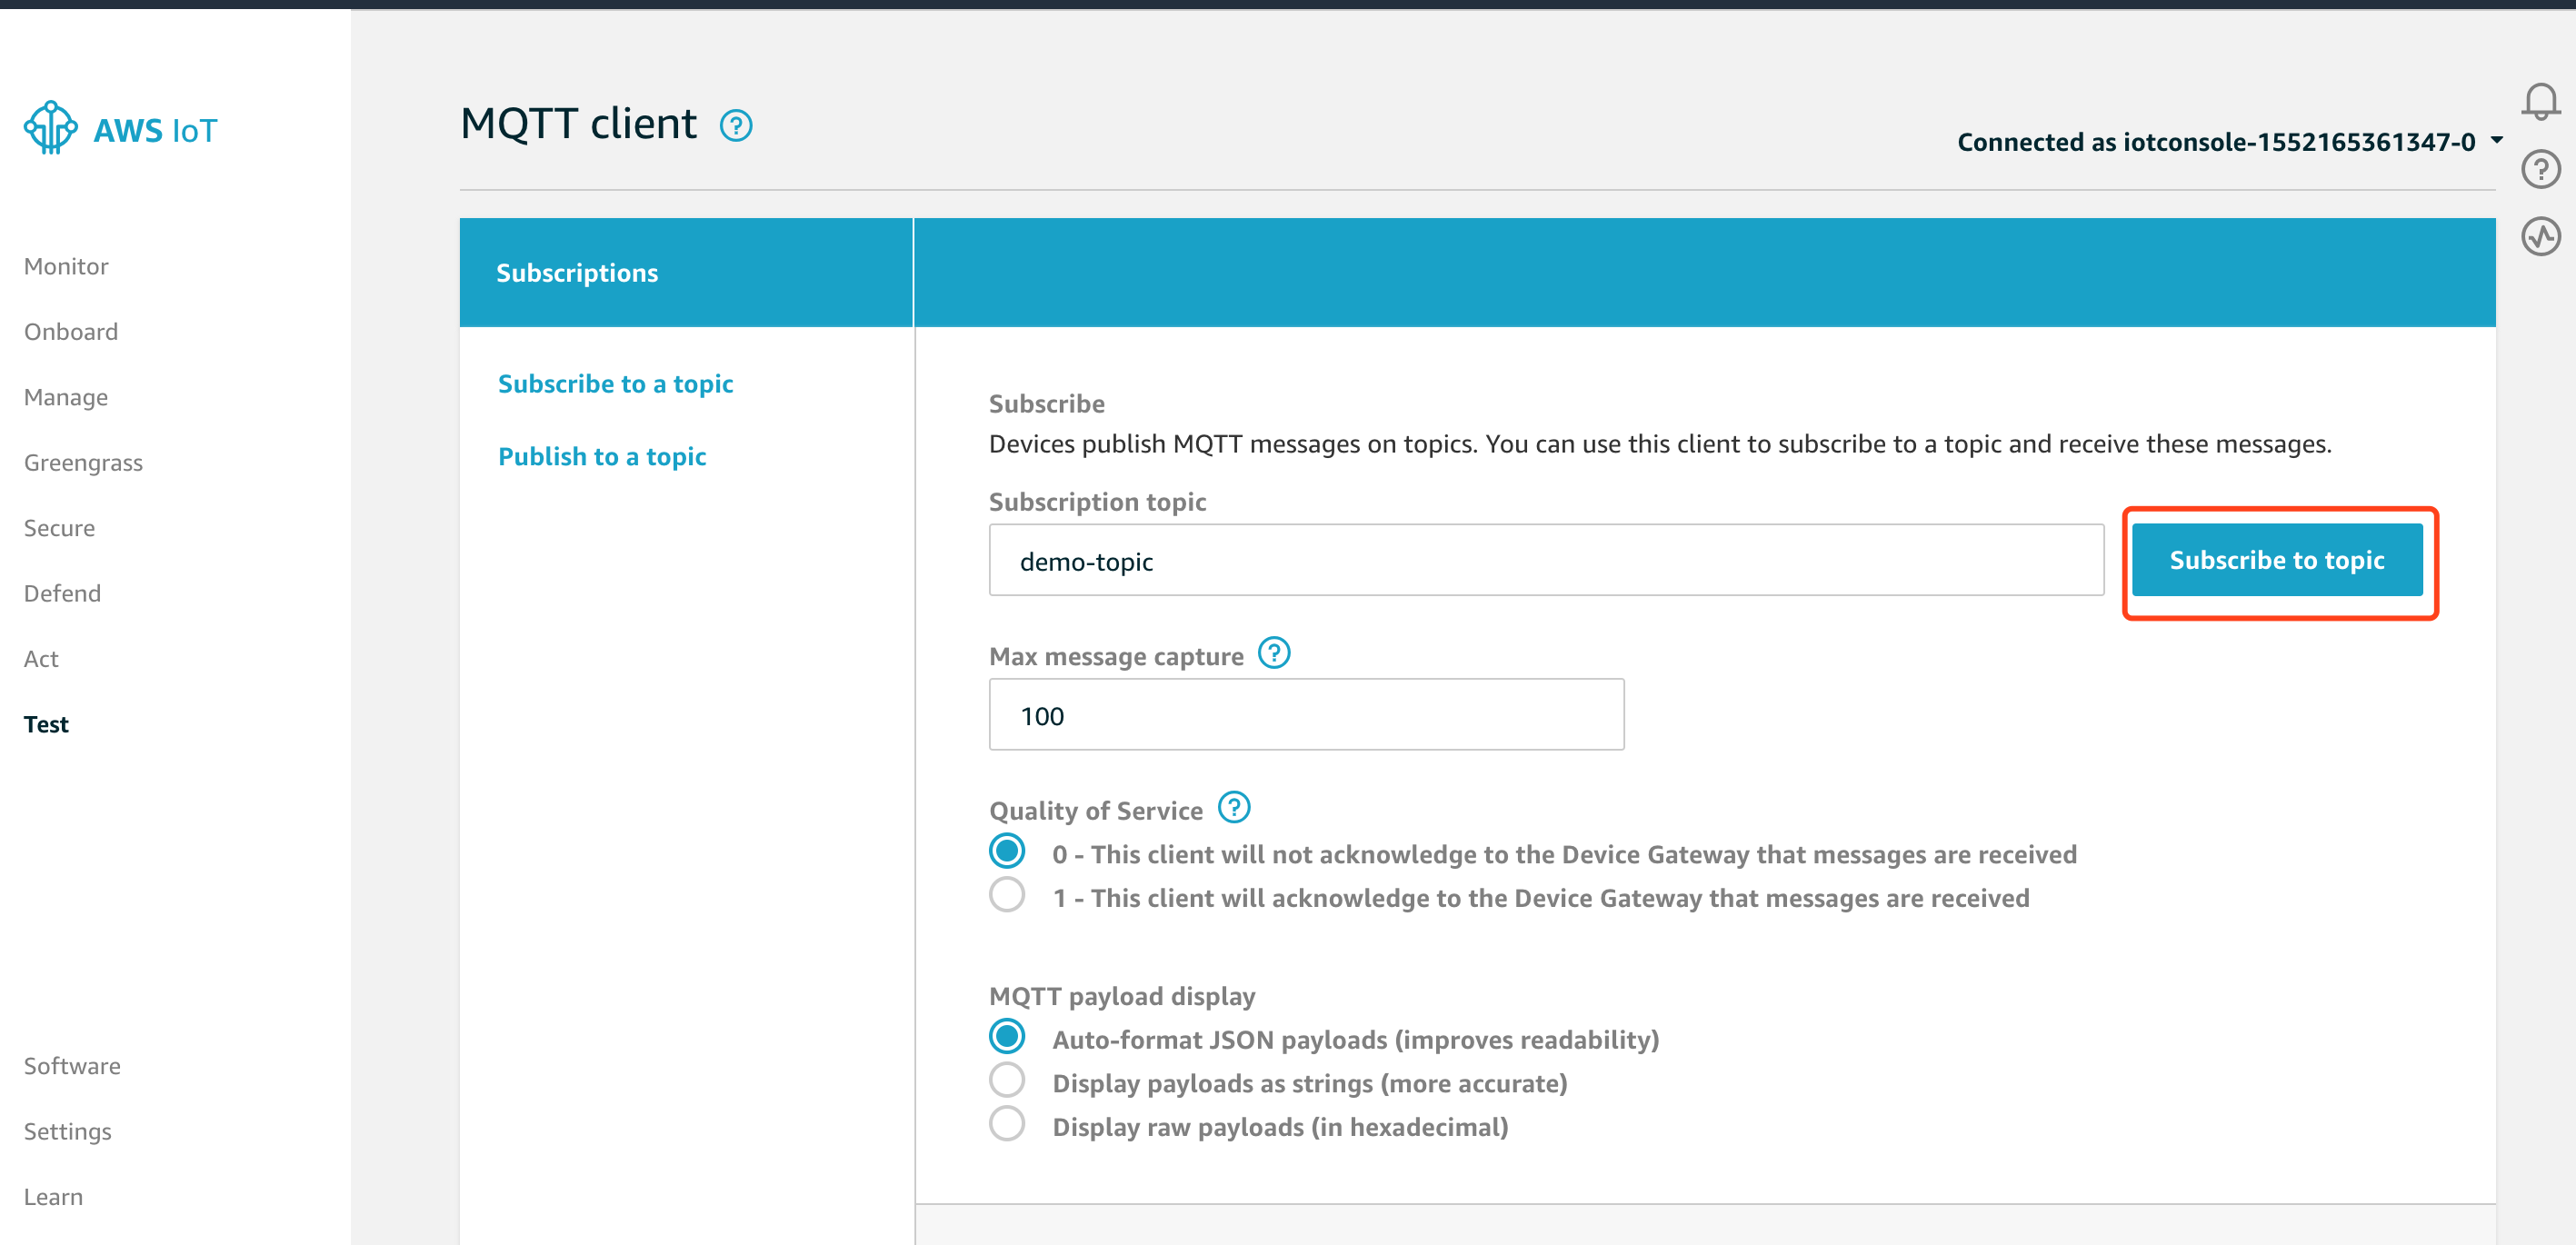 AWS IoT
Monitor
Onboard
Manage
Greengrass
Secure
Defend
Act
Test
Software
Settings
Learn
MQTT client ?
Connected as iotconsole-1552165361347-0
Subscriptions
Subscribe to a topic
Publish to a topic
Subscribe
Devices publish MQTT messages on topics. You can use this client to subscribe to a topic and receive these messages.
Subscription topic
demo-topic
Subscribe to topic
Max message capture ?
100
Quality of Service ?
0 - This client will not acknowledge to the Device Gateway that messages are received
1 - This client will acknowledge to the Device Gateway that messages are received
MQTT payload display
Auto-format JSON payloads (improves readability)
Display payloads as strings (more accurate)
Display raw payloads (in hexadecimal)
?